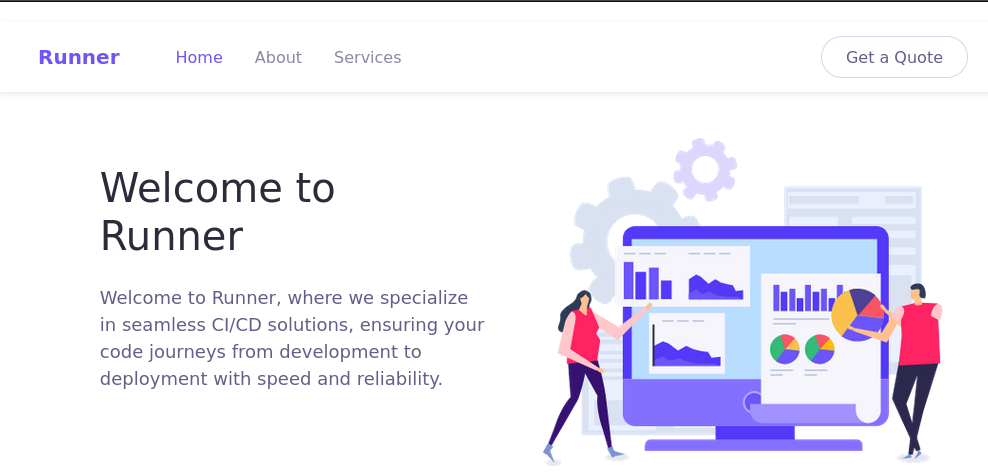 Runner
Home
About
Services
Get a Quote
Welcome to
Runner
Welcome to Runner, where we specialize
in seamless CI/CD solutions, ensuring your
code journeys from development to
deployment with speed and reliability.